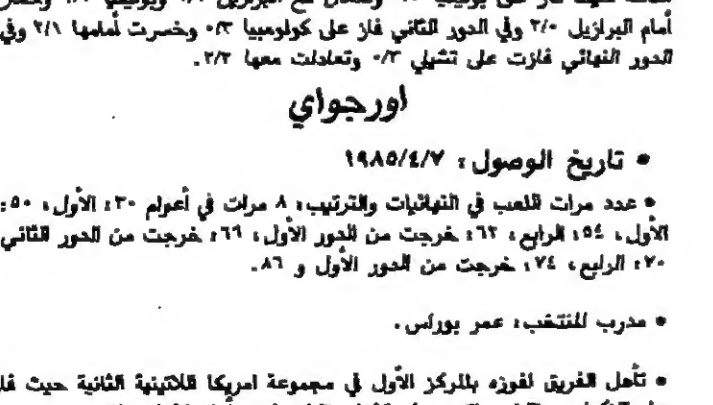 أمام البرازيل ٢/٠ وفي الدور الثاني فاز على كولومبيا ٣/٠ وخسرت أمامها ٢/١ وفي
الدور النهائي فازت على تشيلي ٣/٠ وتعادلت معها ٢/٢.
اورجواي
• تاريخ الوصول: ١٩٨٥/٤/٧
• عدد مرات اللعب في النهائيات والترتيب: ٨ مرات في أعوام ٣٠: الأول، ٥٠:
الأول، ٥٤: الرابع، ٦٢: خرجت من الدور الأول، ٦٦: خرجت من الدور الثاني
٧٠: الرابع، ٧٤: خرجت من الدور الأول و ٨٦.
• مدرب المنتخب: عمر بوراس.
• تأهل الفريق لفوزه بالمركز الأول في مجموعة امريكا اللاتينية الثانية حيث فاز